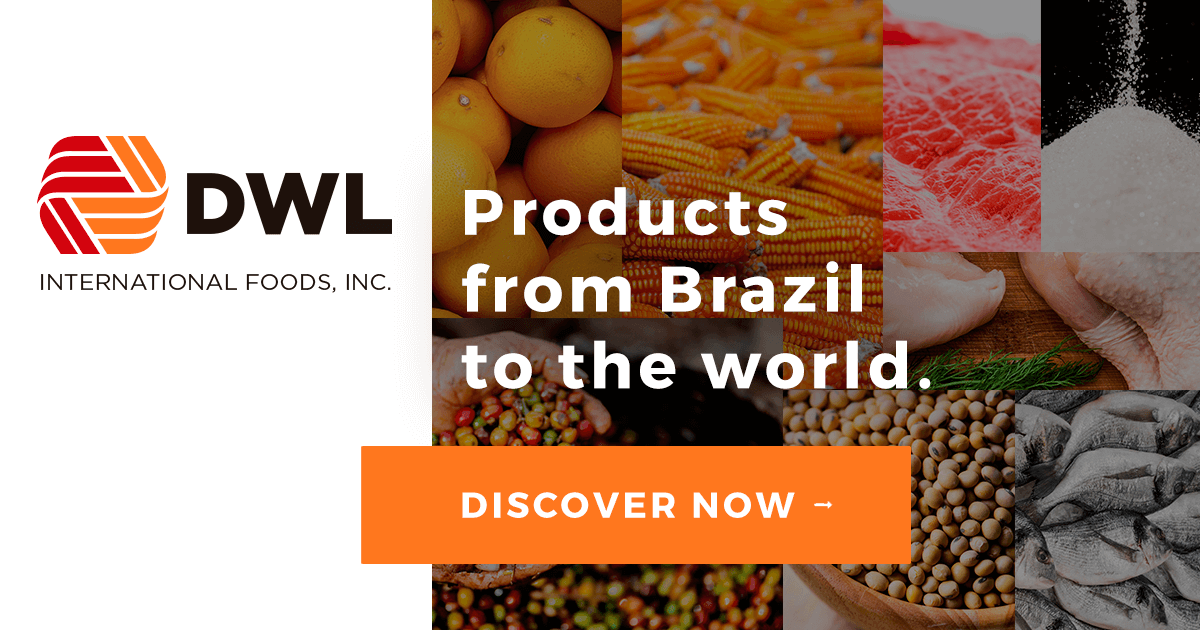 DWL
INTERNATIONAL FOODS, INC.
Products
from Brazil
to the world.
DISCOVER NOW →